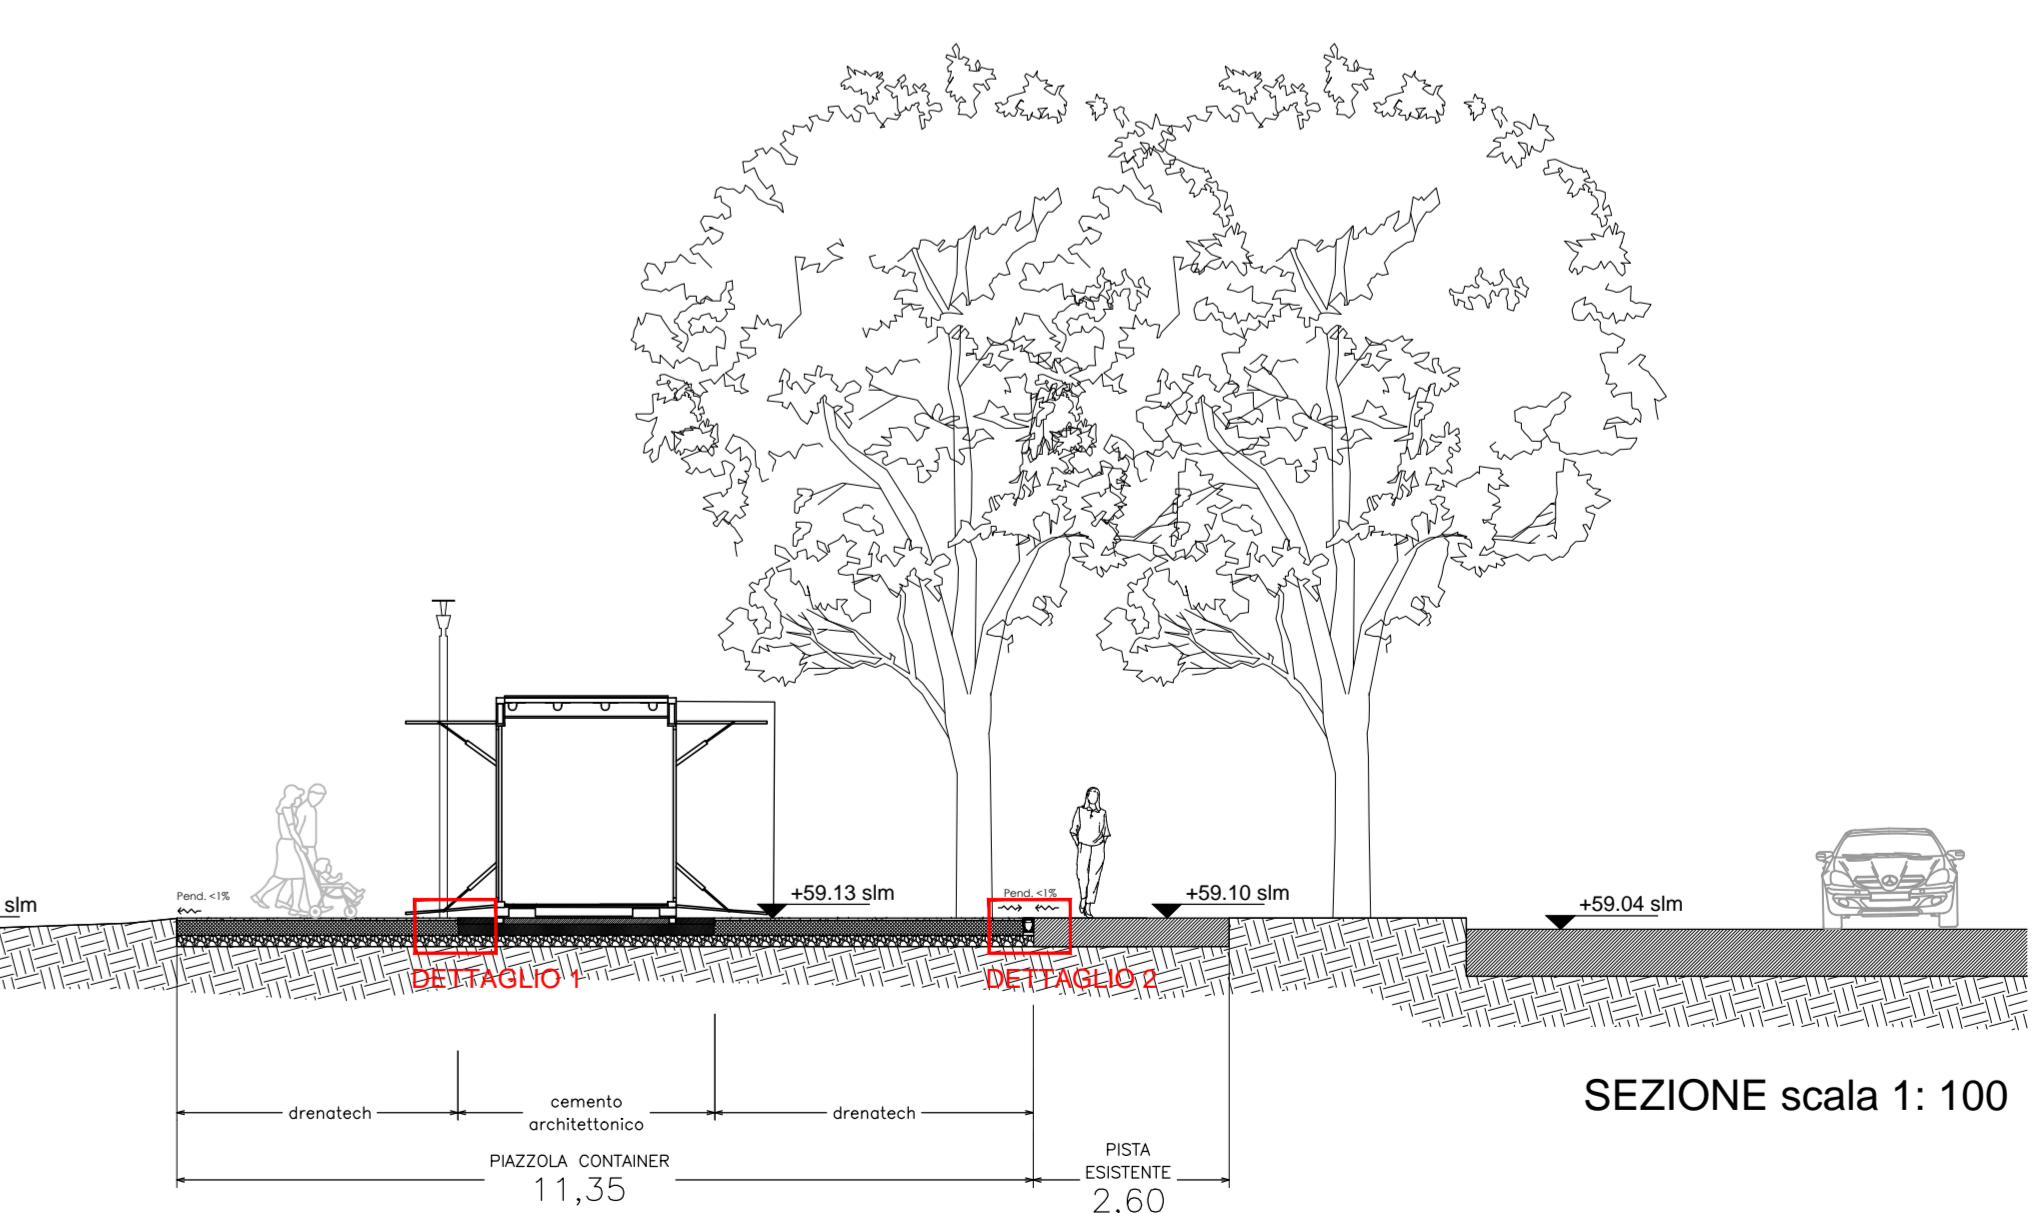 Pend. <1%
slm
+59.13 slm
Pend. <1%
+59.10 slm
+59.04 slm
DETTAGLIO 1
DETTAGLIO 2
SEZIONE scala 1: 100
drenatech
cemento
architettonico
drenatech
PIAZZOLA CONTAINER
11,35
PISTA
ESISTENTE
2,60